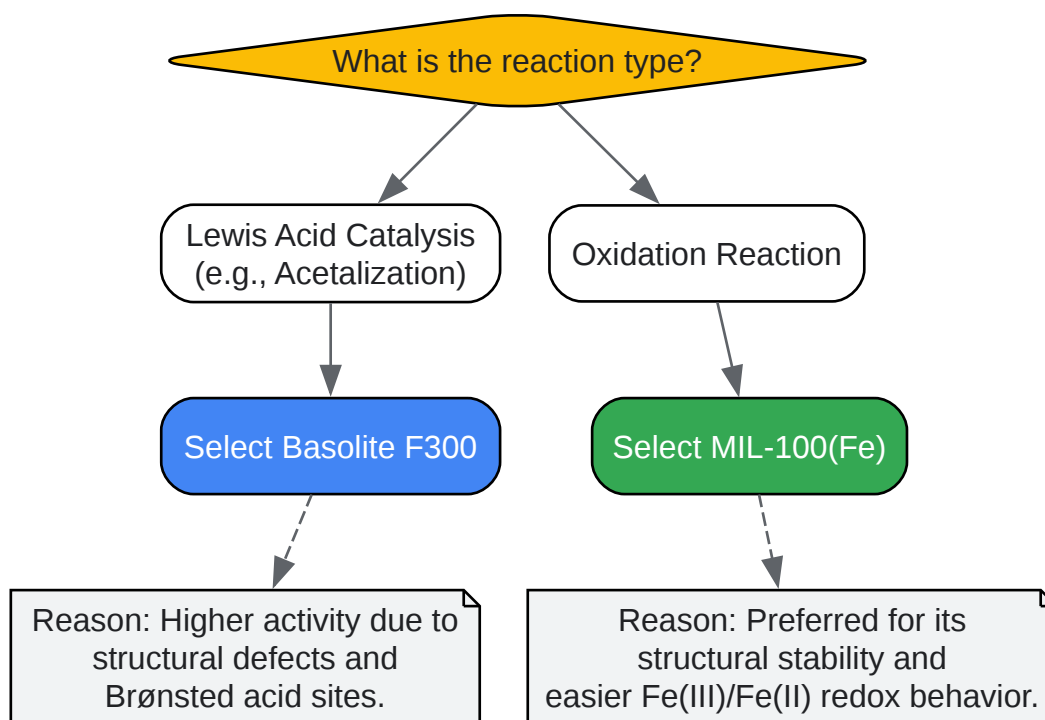 What is the reaction type?
Lewis Acid Catalysis
(e.g., Acetalization)
Oxidation Reaction
Select Basolite F300
Select MIL-100(Fe)
Reason: Higher activity due to
structural defects and
Brønsted acid sites.
Reason: Preferred for its
structural stability and
easier Fe(III)/Fe(II) redox behavior.